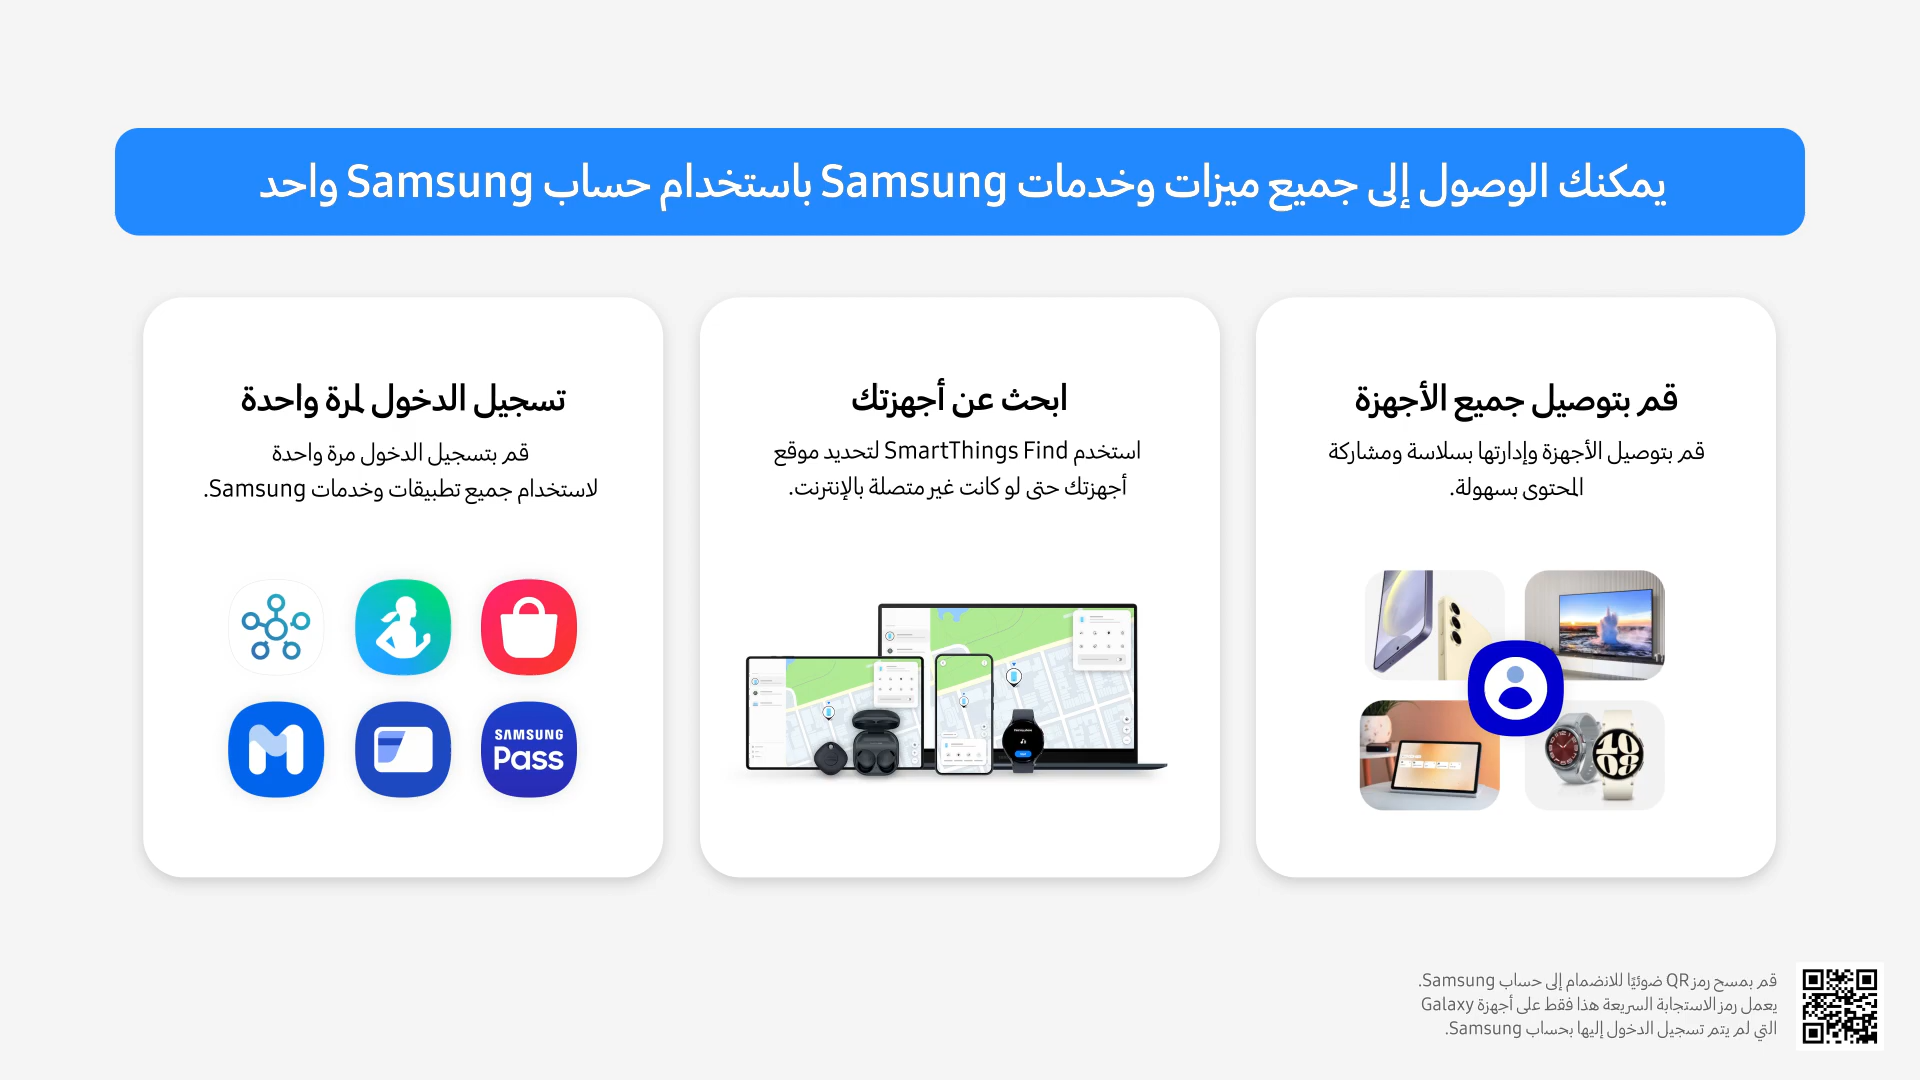 يمكنك الوصول إلى جميع ميزات وخدمات Samsung باستخدام حساب Samsung واحد
قم بتوصيل جميع الأجهزة
قم بتوصيل الأجهزة وإدارتها بسلاسة ومشاركة
المحتوى بسهولة.
10
09
ابحث عن أجهزتك
استخدم SmartThings Find لتحديد موقع
أجهزتك حتى لو كانت غير متصلة بالإنترنت.
تسجيل الدخول لمرة واحدة
قم بتسجيل الدخول مرة واحدة
لاستخدام جميع تطبيقات وخدمات Samsung.
SAMSUNG
Pass
قم بمسح رمز QR ضوئيًا للانضمام إلى حساب Samsung.
يعمل رمز الاستجابة السريعة هذا فقط على أجهزة Galaxy
التي لم يتم تسجيل الدخول إليها بحساب Samsung.